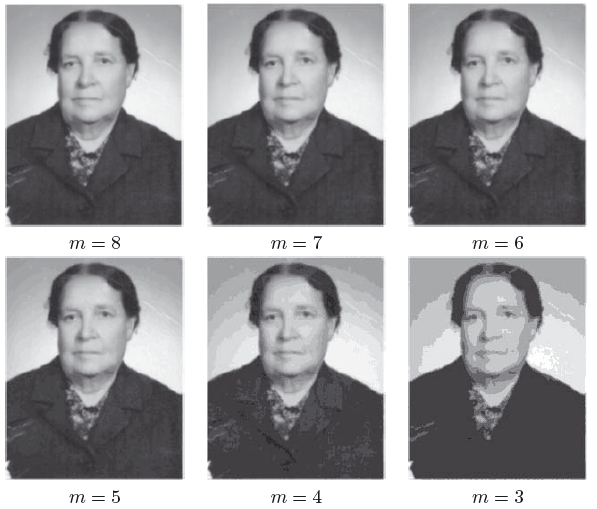 m = 8
m = 7
m = 6
m = 5
m = 4
m = 3